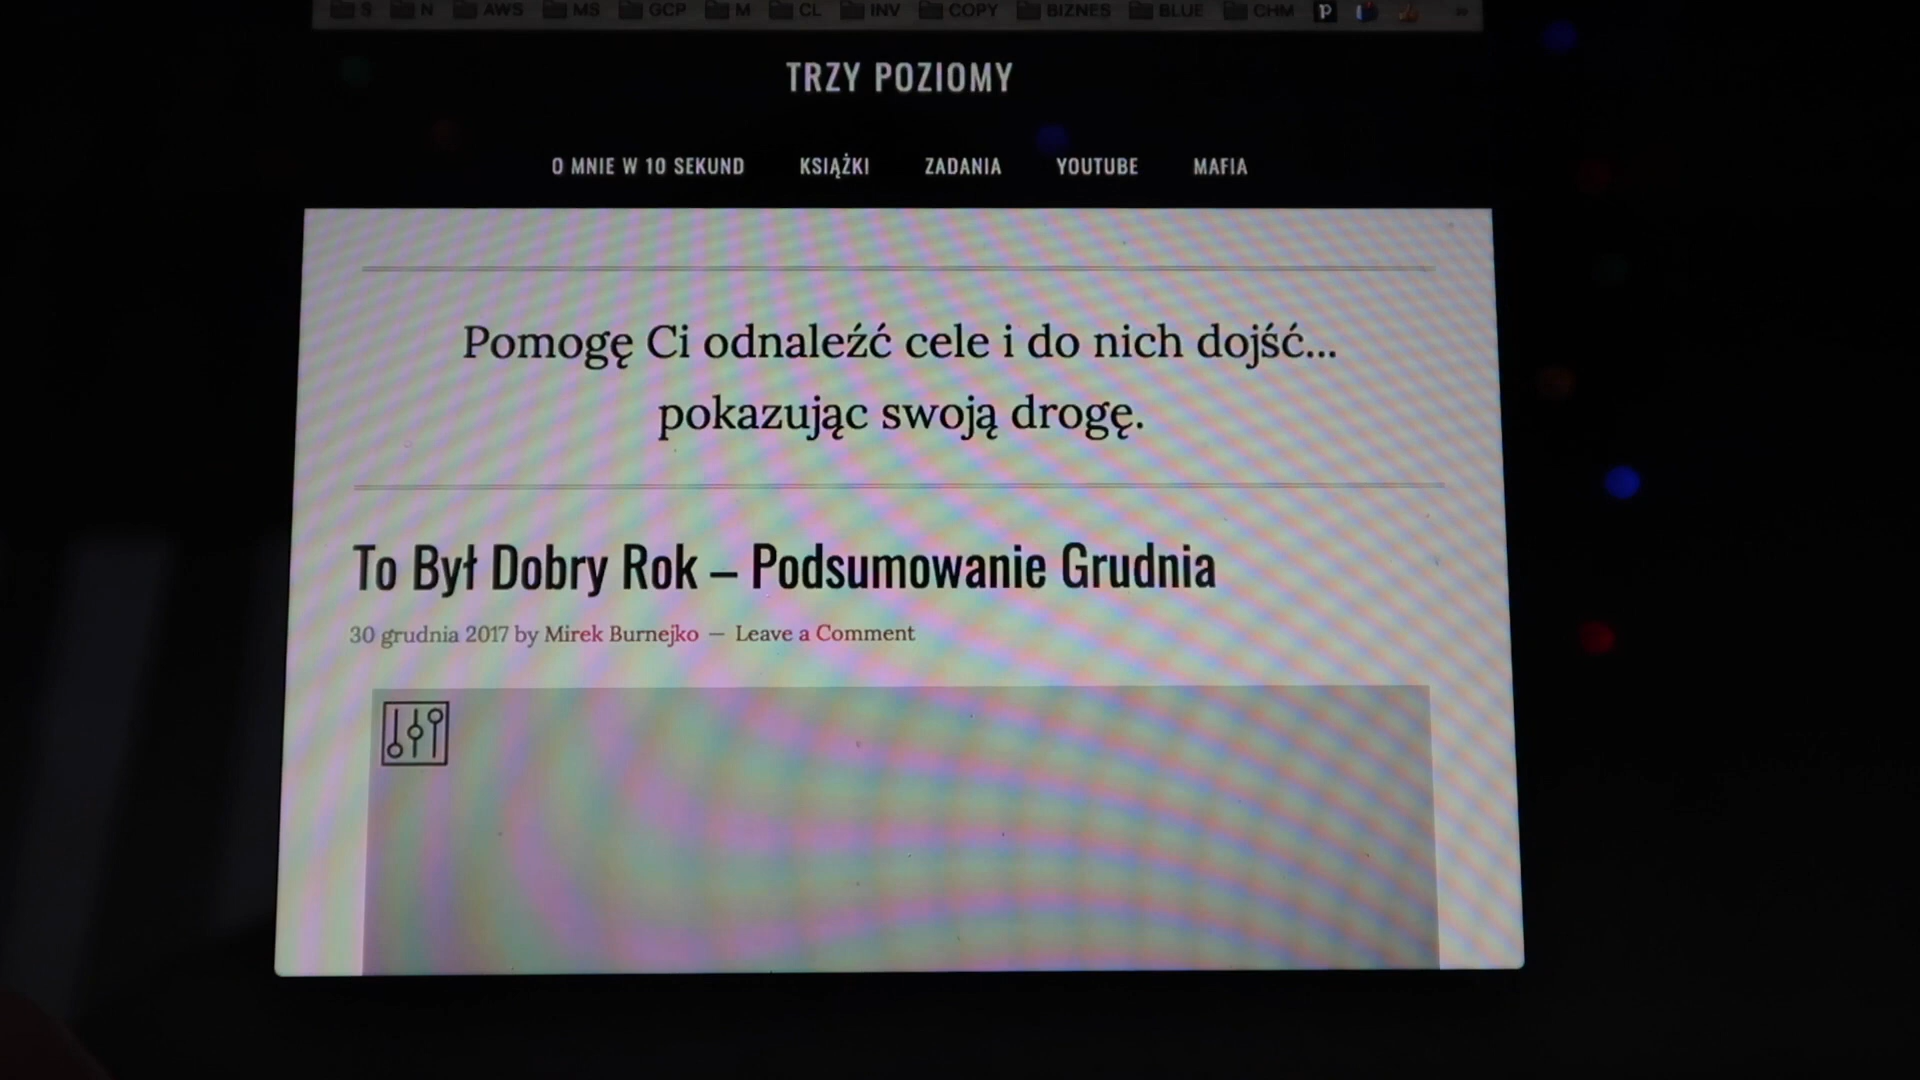 S N AWS MS GCP M CL INV COPY BIZNES BLUE CHM P »
TRZY POZIOMY
O MNIE W 10 SEKUND KSIĄŻKI ZADANIA YOUTUBE MAFIA
Pomogę Ci odnaleźć cele i do nich dojść...
pokazując swoją drogę.
To Był Dobry Rok – Podsumowanie Grudnia
30 grudnia 2017 by Mirek Burnejko — Leave a Comment